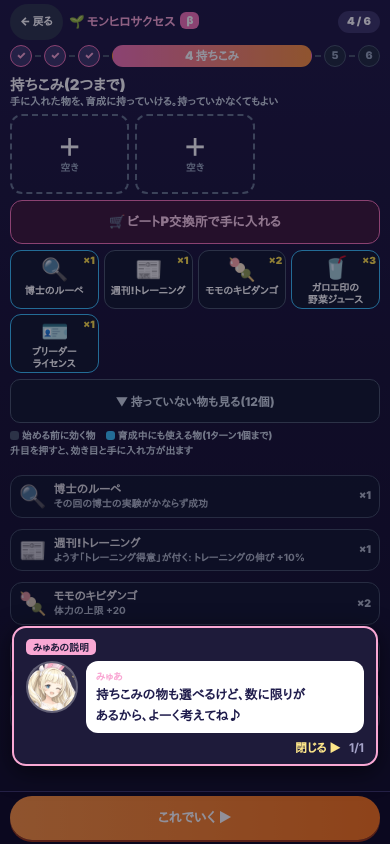 ← 戻る
🌱 モンヒロサクセス β
4 / 6
✓ ✓ ✓ 4 持ちこみ 5 6
持ちこみ(2つまで)
手に入れた物を、育成に持っていける。持っていかなくてもよい
＋ ＋
空き 空き
🛒 ビートP交換所で手に入れる
×1 ×1 ×2 ×3
博士のルーペ 週刊!トレーニング モモのキビダンゴ ガロエ印の
野菜ジュース
×1
ブリーダー
ライセンス
▼ 持っていない物も見る(12個)
始める前に効く物 育成中にも使える物(1ターン1個まで)
升目を押すと、効き目と手に入れ方が出ます
博士のルーペ
その回の博士の実験がかならず成功
×1
週刊!トレーニング
ようす「トレーニング得意」が付く: トレーニングの伸び +10%
×1
モモのキビダンゴ
体力の上限 +20
×2
みゅあの説明
みゅあ
持ちこみの物も選べるけど、数に限りが
あるから、よーく考えてね♪
閉じる ▶ 1/1
これでいく ▶